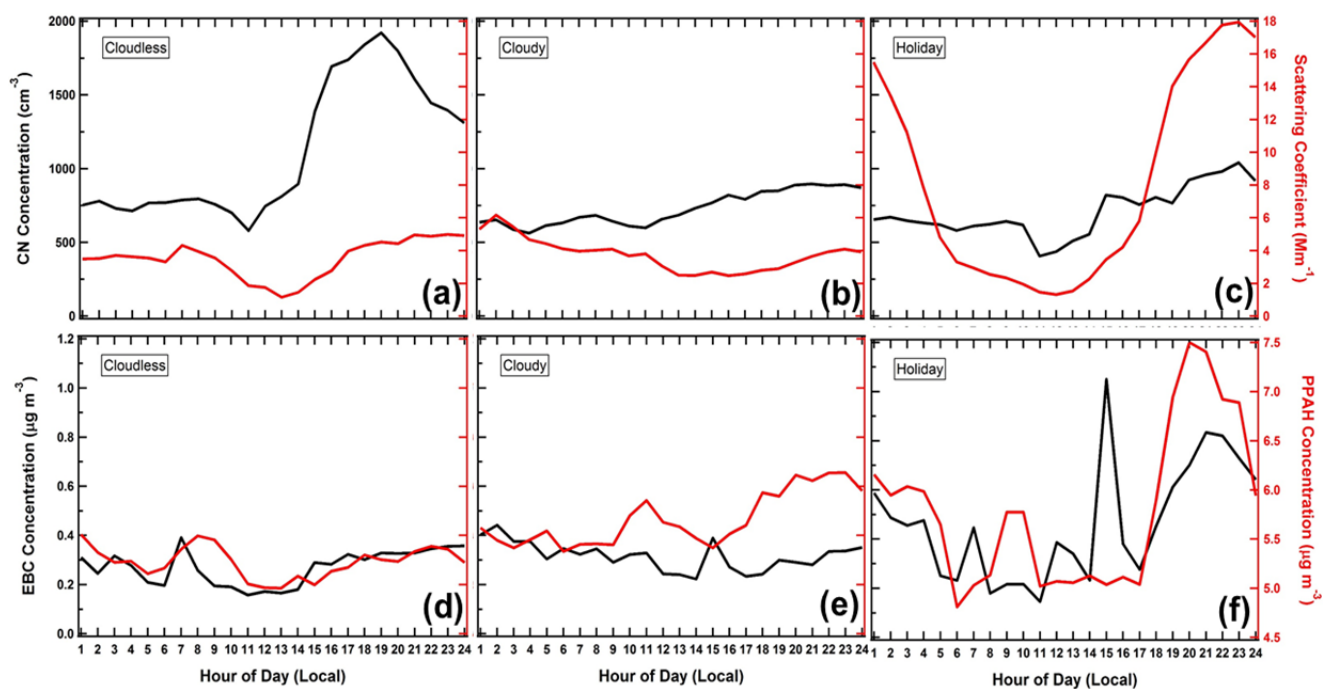 CN Concentration (cm-3)
2000
1500
1000
500
0
Cloudless
(a)
Cloudy
(b)
Holiday
(c)
18
16
14
12
10
8
6
4
2
0
Scattering Coefficient (Mm-1)
EBC Concentration (µg m-3)
1.2
1.0
0.8
0.6
0.4
0.2
0.0
Cloudless
(d)
Cloudy
(e)
Holiday
(f)
7.5
7.0
6.5
6.0
5.5
5.0
4.5
PPAH Concentration (µg m-3)
1 2 3 4 5 6 7 8 9 10 11 12 13 14 15 16 17 18 19 20 21 22 23 24
1 2 3 4 5 6 7 8 9 10 11 12 13 14 15 16 17 18 19 20 21 22 23 24
1 2 3 4 5 6 7 8 9 10 11 12 13 14 15 16 17 18 19 20 21 22 23 24
Hour of Day (Local)
Hour of Day (Local)
Hour of Day (Local)